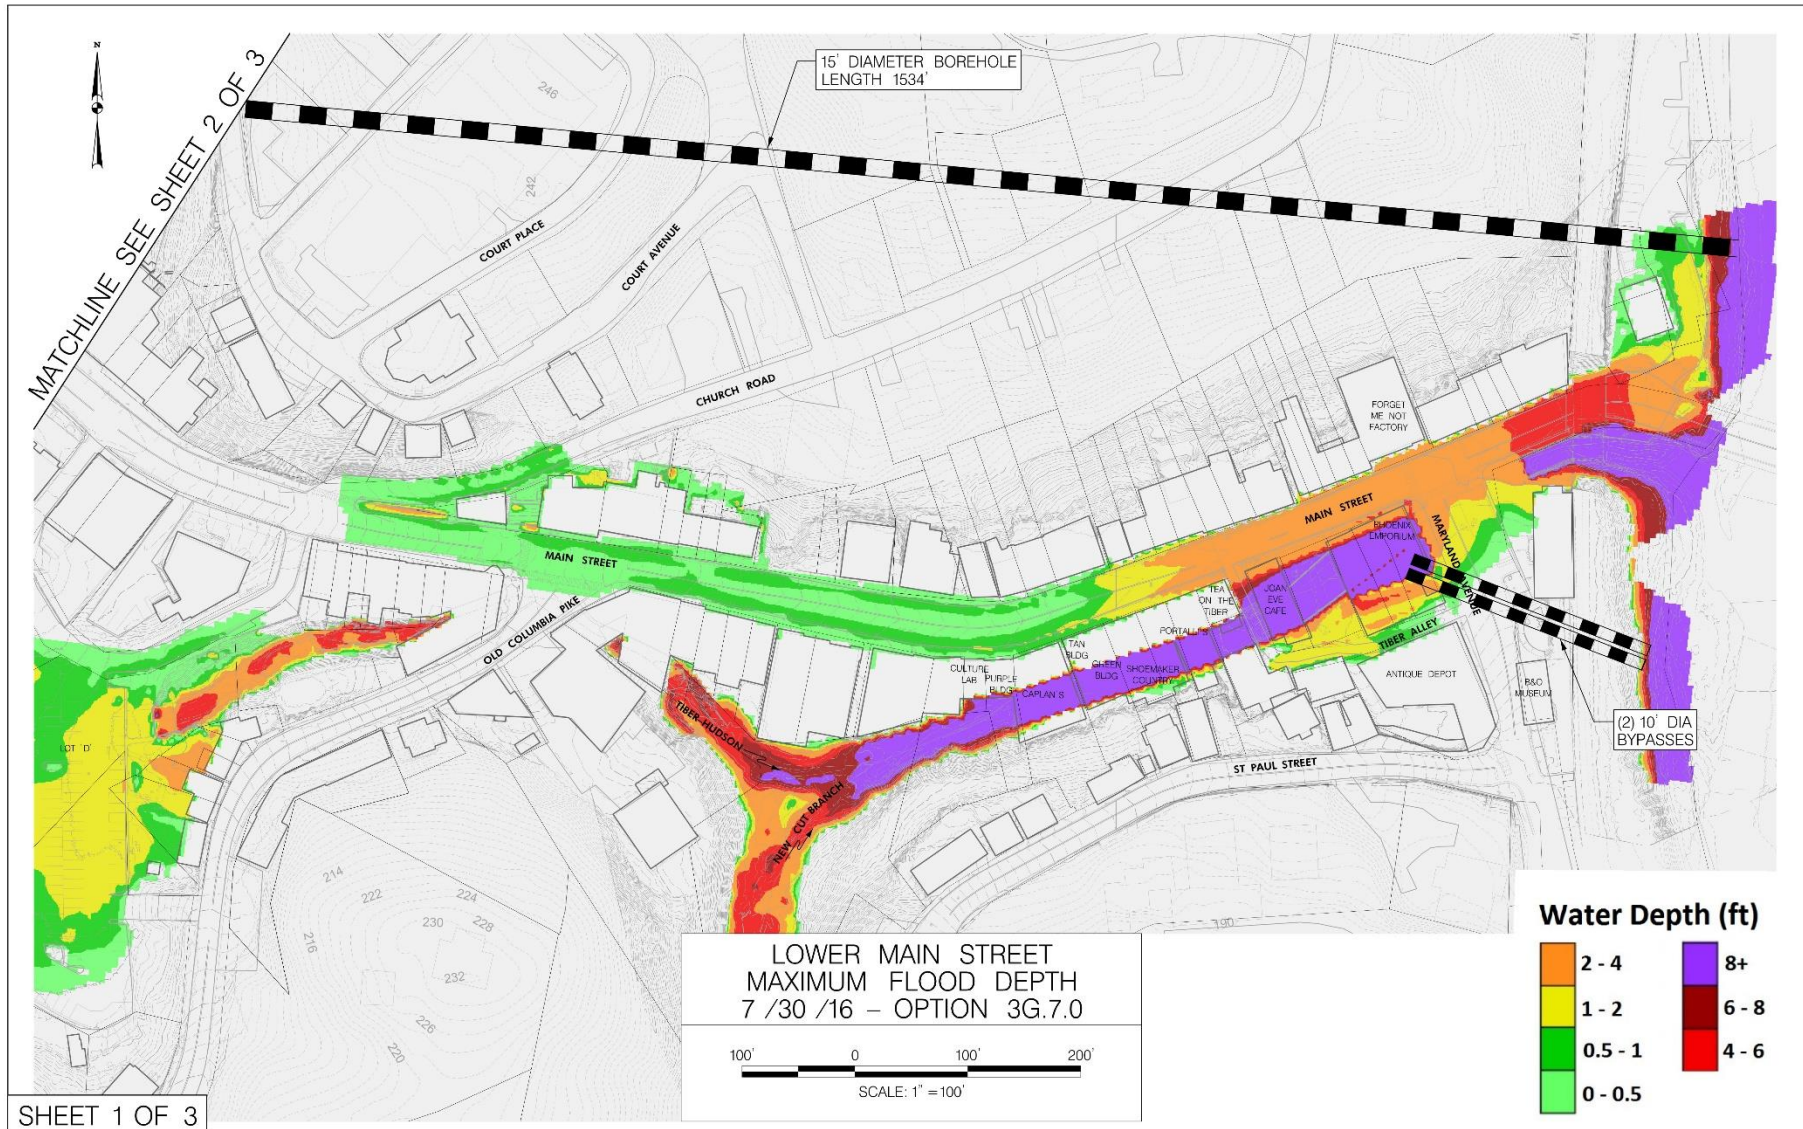 N
MATCHLINE SEE SHEET 2 OF 3
15' DIAMETER BOREHOLE
LENGTH 1534'
246
242
COURT PLACE
COURT AVENUE
CHURCH ROAD
FORGET
ME NOT
FACTORY
MAIN STREET
MAIN STREET
MARYLAND AVENUE
PHOENIX
EMPORIUM
JOAN
EVE
CAFE
TEA
ON THE
TIBER
PORTALLI'S
TAN
BLDG
GREEN
BLDG
SHOEMAKER
COUNTRY
CULTURE
LAB
PURPLE
BLDG
CAPLAN'S
TIBER ALLEY
ANTIQUE DEPOT
B&O
MUSEUM
(2) 10' DIA
BYPASSES
OLD COLUMBIA PIKE
TIBER-HUDSON
NEW CUT BRANCH
ST PAUL STREET
LOT 'D'
214
222
224
228
230
216
232
226
220
190
LOWER MAIN STREET
MAXIMUM FLOOD DEPTH
7 /30 /16 – OPTION 3G.7.0
100' 0 100' 200'
SCALE: 1" =100'
Water Depth (ft)
2 - 4
1 - 2
0.5 - 1
0 - 0.5
8+
6 - 8
4 - 6
SHEET 1 OF 3